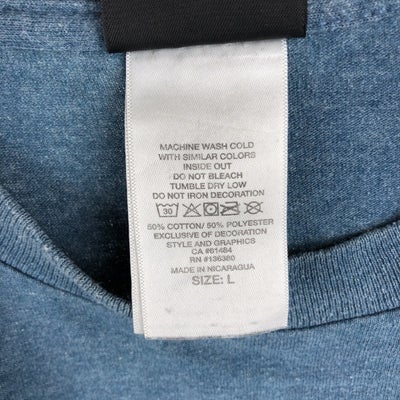 MACHINE WASH COLD
WITH SIMILAR COLORS
INSIDE OUT
DO NOT BLEACH
TUMBLE DRY LOW
DO NOT IRON DECORATION
30
50% COTTON/ 50% POLYESTER
EXCLUSIVE OF DECORATION
STYLE AND GRAPHICS
CA #61484
RN #136380
MADE IN NICARAGUA
SIZE: L